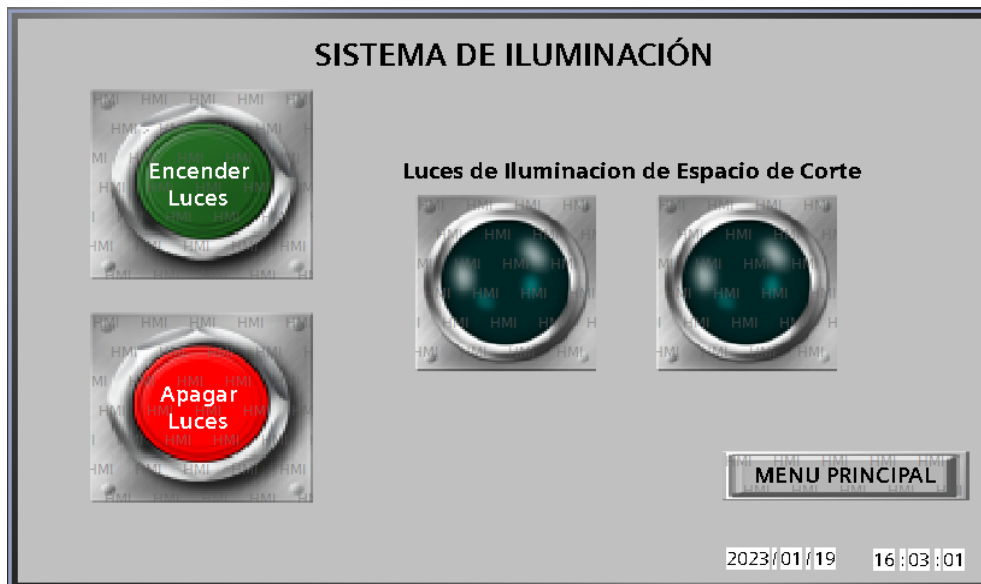 SISTEMA DE ILUMINACIÓN
Encender
Luces
Luces de Iluminacion de Espacio de Corte
Apagar
Luces
MENU PRINCIPAL
2023/01/19 16:03:01